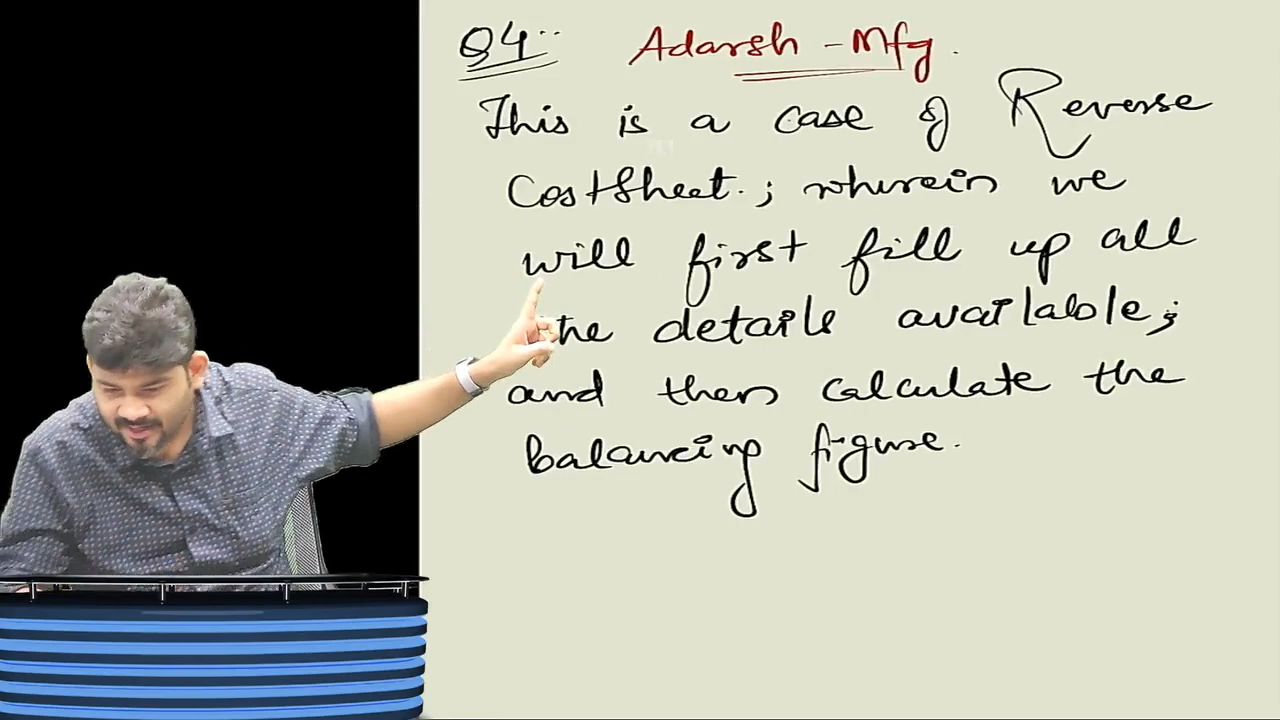 Q4:- Adarsh - Mfg.
This is a case of Reverse
CostSheet.; wherein we
will first fill up all
the details available;
and then calculate the
balancing figure.